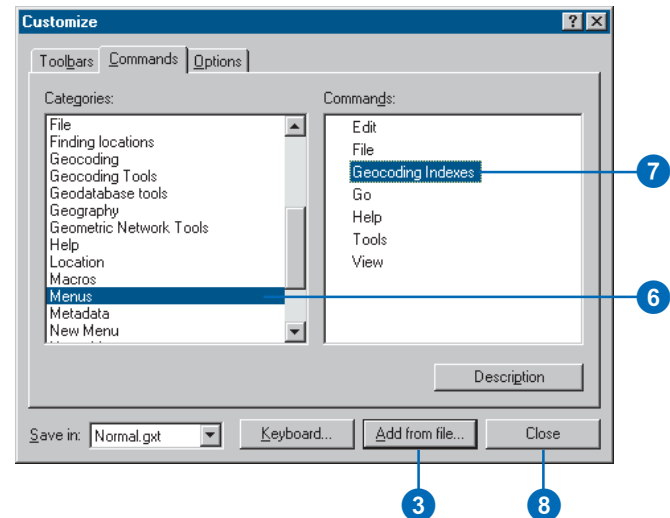 Customize
Toolbars Commands Options
Categories:
Commands:
File
Finding locations
Geocoding
Geocoding Tools
Geodatabase tools
Geography
Geometric Network Tools
Help
Location
Macros
Menus
Metadata
New Menu
Edit
File
Geocoding Indexes
Go
Help
Tools
View
7
6
Description
Save in: Normal.gxt Keyboard... Add from file... Close
3 8